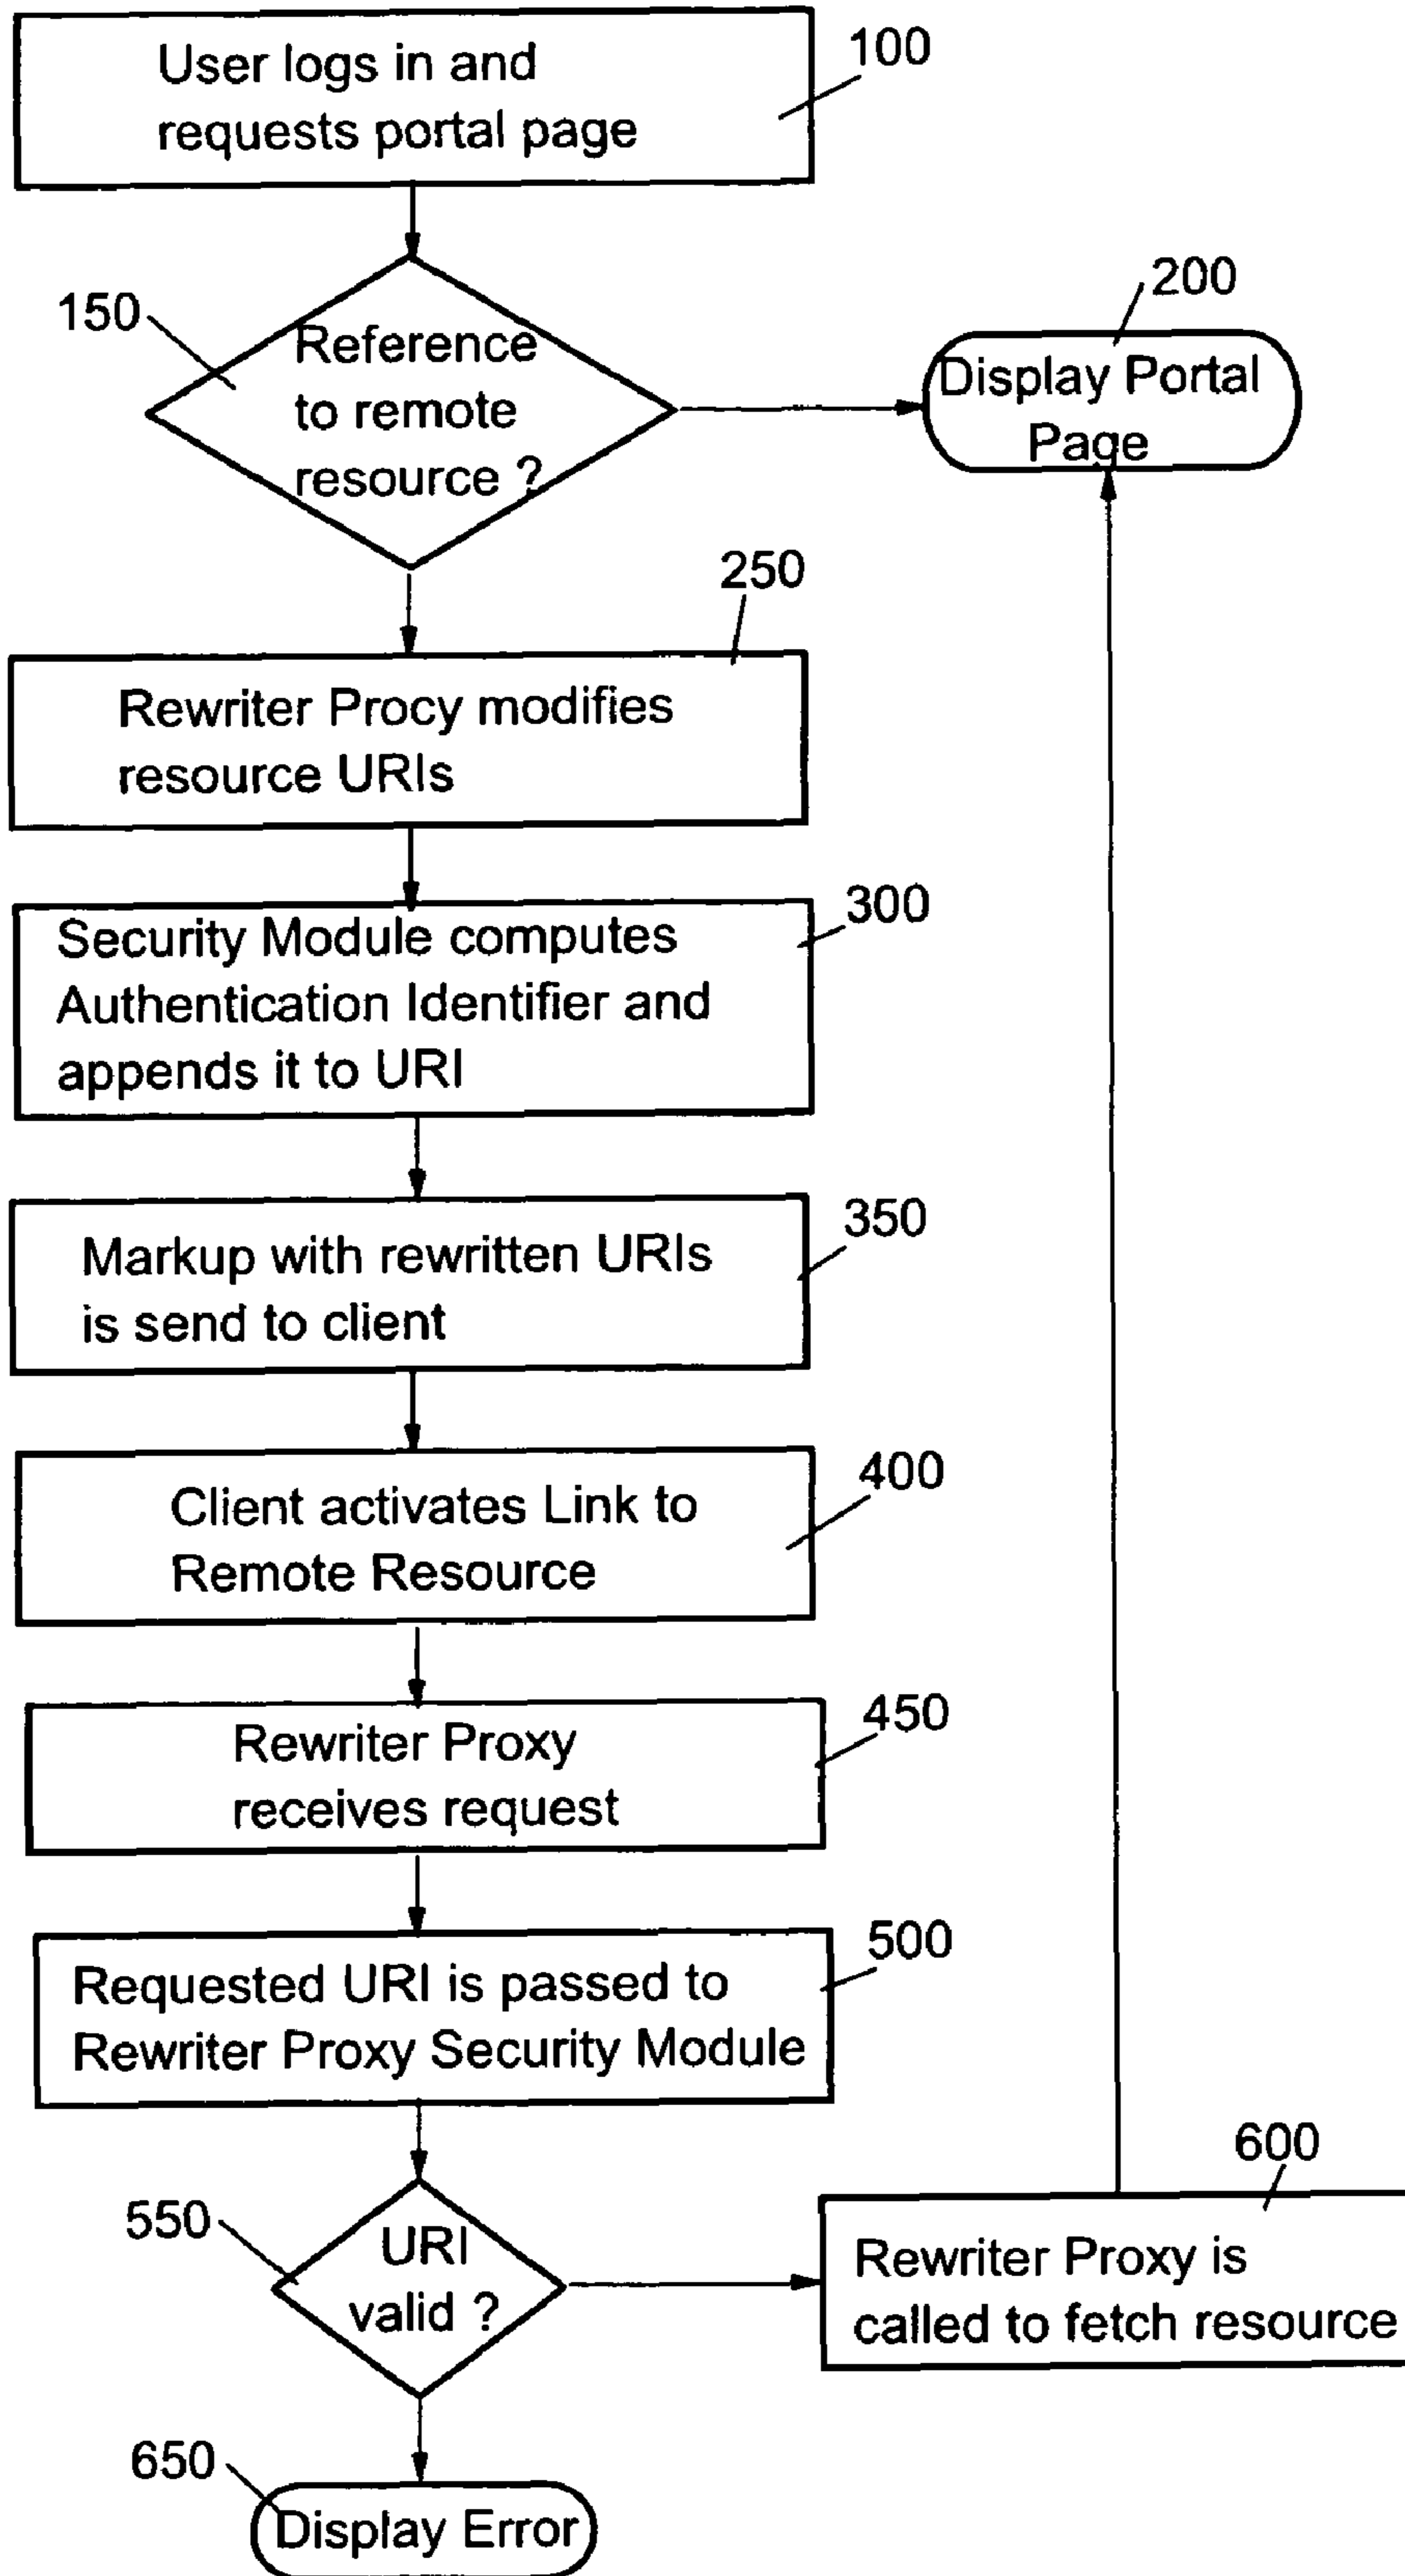 User logs in and
requests portal page
100
150
Reference
to remote
resource ?
200
Display Portal
Page
250
Rewriter Procy modifies
resource URIs
300
Security Module computes
Authentication Identifier and
appends it to URI
350
Markup with rewritten URIs
is send to client
400
Client activates Link to
Remote Resource
450
Rewriter Proxy
receives request
500
Requested URI is passed to
Rewriter Proxy Security Module
550
URI
valid ?
600
Rewriter Proxy is
called to fetch resource
650
Display Error